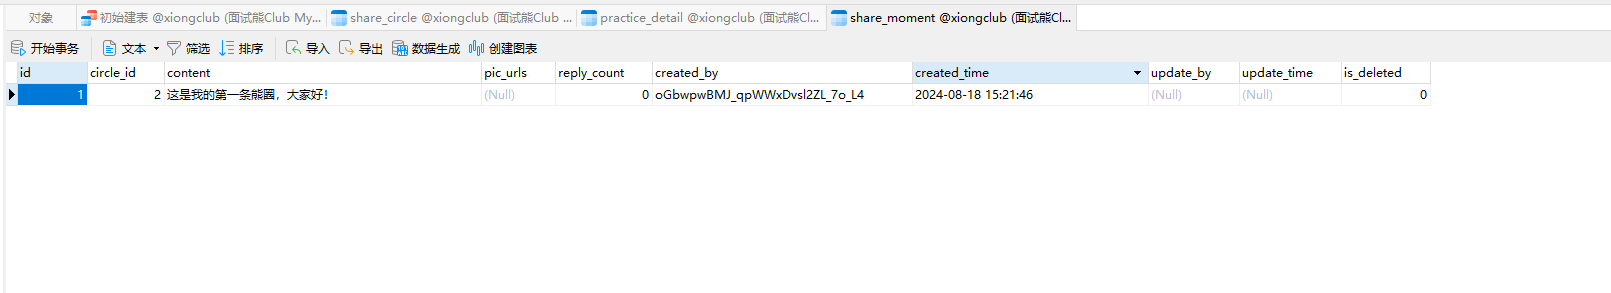 对象 初始建表 @xiongclub (面试熊Club My... share_circle @xiongclub (面试熊Club ... practice_detail @xiongclub (面试熊Cl... share_moment @xiongclub (面试熊Cl...
开始事务 文本 筛选 排序 导入 导出 数据生成 创建图表
id circle_id content pic_urls reply_count created_by created_time update_by update_time is_deleted
1 2 这是我的第一条熊圈，大家好！ (Null) 0 oGbwpwBMJ_qpWWxDvsl2ZL_7o_L4 2024-08-18 15:21:46 (Null) (Null) 0